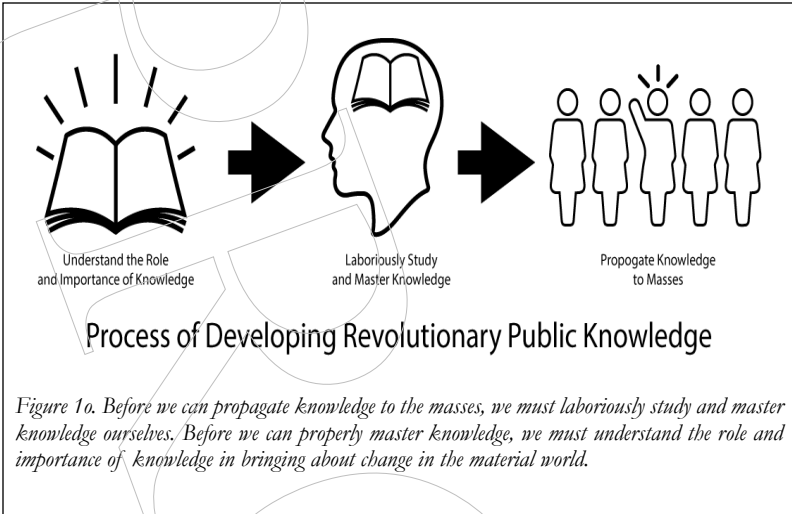 Understand the Role
and Importance of Knowledge
Laboriously Study
and Master Knowledge
Propogate Knowledge
to Masses
Process of Developing Revolutionary Public Knowledge
Figure 1o. Before we can propagate knowledge to the masses, we must laboriously study and master
knowledge ourselves. Before we can properly master knowledge, we must understand the role and
importance of knowledge in bringing about change in the material world.